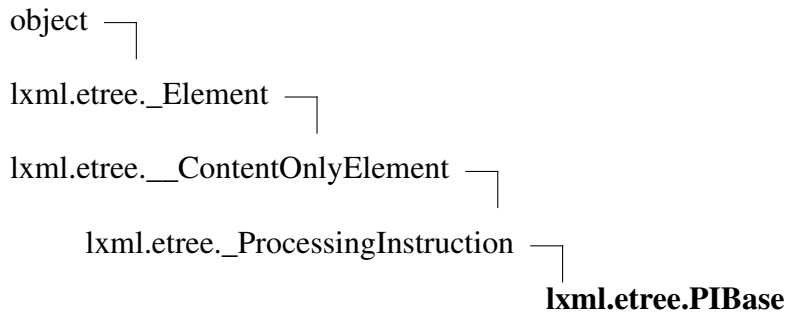 object
lxml.etree._Element
lxml.etree.__ContentOnlyElement
lxml.etree._ProcessingInstruction
lxml.etree.PIBase